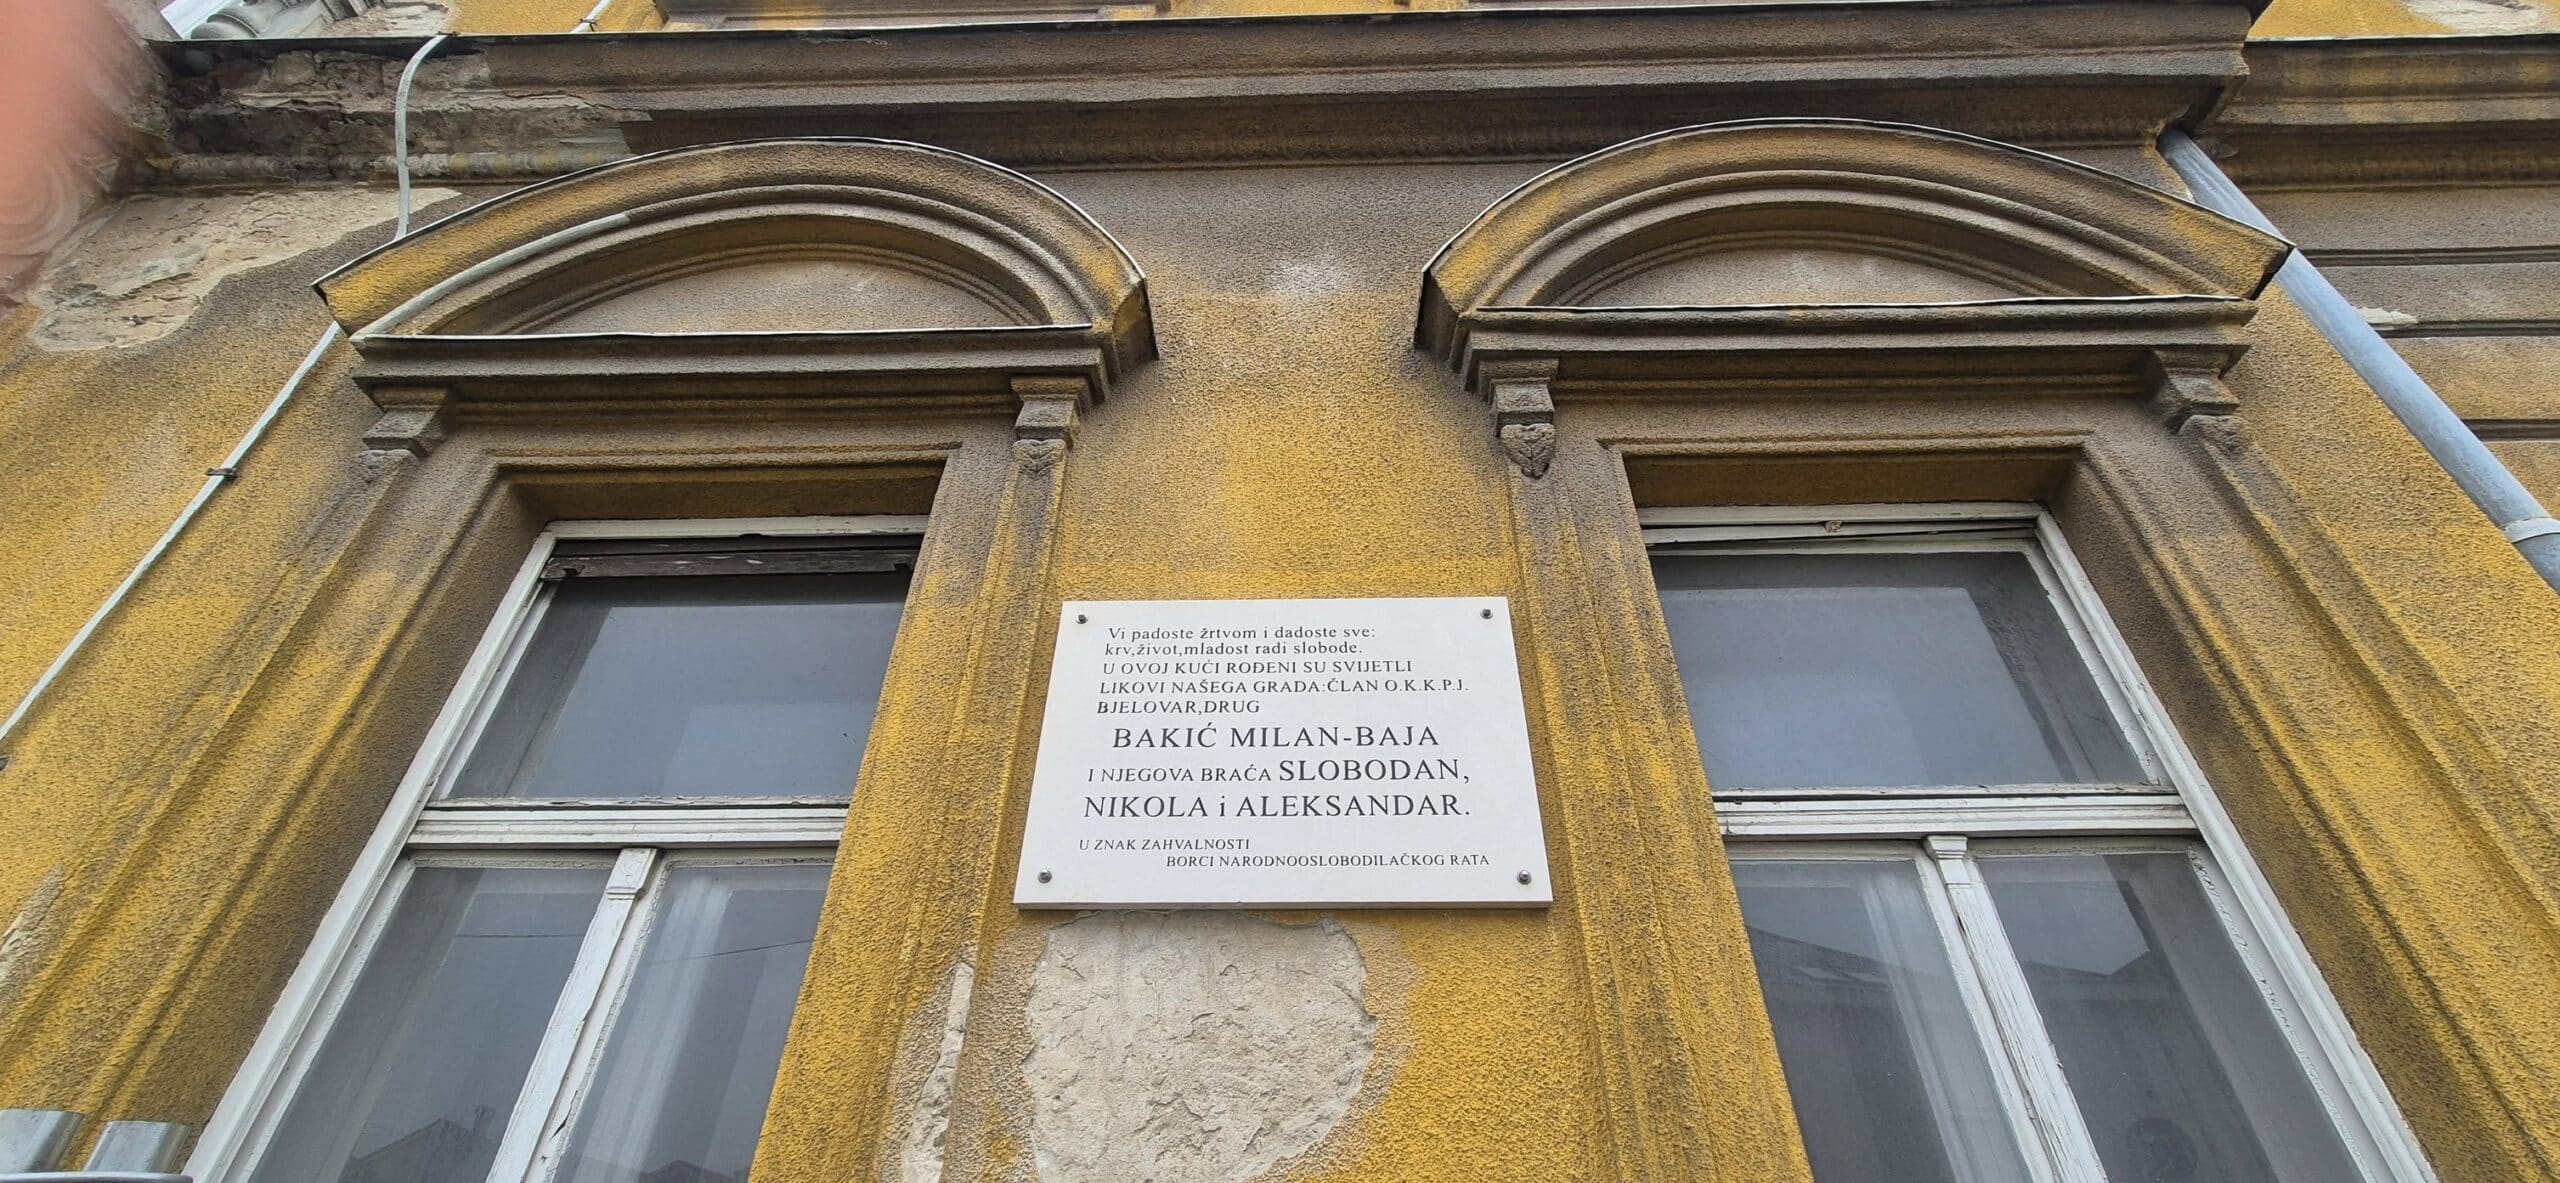 Vi padoste žrtvom i dadoste sve:
krv,život,mladost radi slobode.
U OVOJ KUĆI ROĐENI SU SVIJETLI
LIKOVI NAŠEGA GRADA:ČLAN O.K.K.P.J.
BJELOVAR,DRUG
BAKIĆ MILAN-BAJA
I NJEGOVA BRAĆA SLOBODAN,
NIKOLA i ALEKSANDAR.
U ZNAK ZAHVALNOSTI
BORCI NARODNOOSLOBODILAČKOG RATA